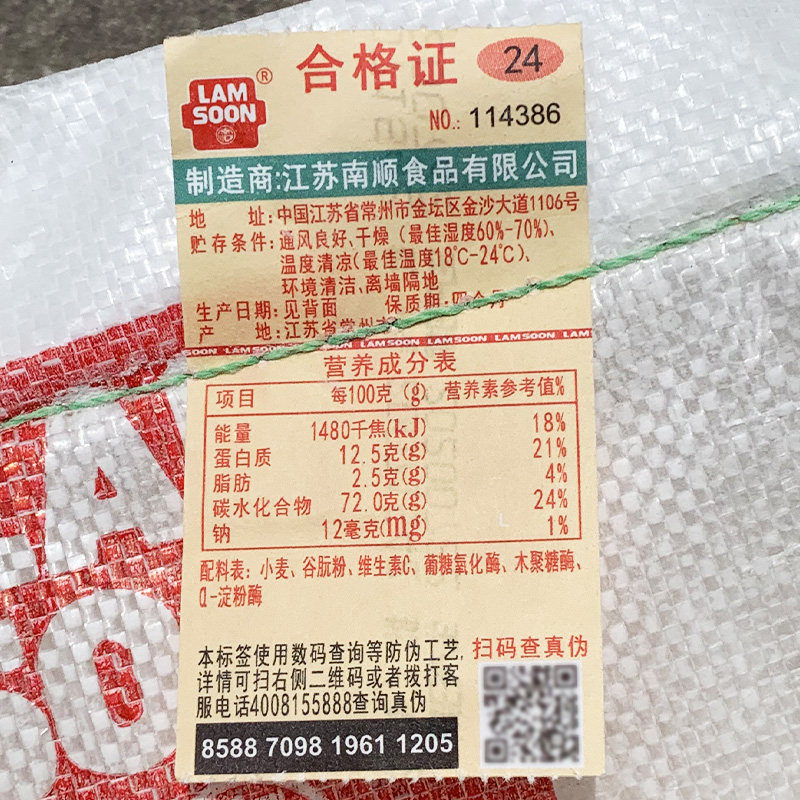 合格证
24
LAM
SOON
®
NO.: 114386
制造商:江苏南顺食品有限公司
地 址: 中国江苏省常州市金坛区金沙大道1106号
贮存条件: 通风良好、干燥(最佳湿度60%-70%)、
温度清凉(最佳温度18℃-24℃)、
环境清洁、离墙隔地
生产日期: 见背面 保质期: 四个月
产 地: 江苏省常州市
LAMSOON LAMSOON LAMSOON LAMSOON LAMSOON
营养成分表
项目 每100克(g) 营养素参考值%
能量 1480千焦(kJ) 18%
蛋白质 12.5克(g) 21%
脂肪 2.5克(g) 4%
碳水化合物 72.0克(g) 24%
钠 12毫克(mg) 1%
配料表: 小麦、谷朊粉、维生素C、葡糖氧化酶、木聚糖酶、
α-淀粉酶
本标签使用数码查询等防伪工艺,
详情可扫右侧二维码或者拨打客
服电话4008155888查询真伪
扫码查真伪
8588 7098 1961 1205